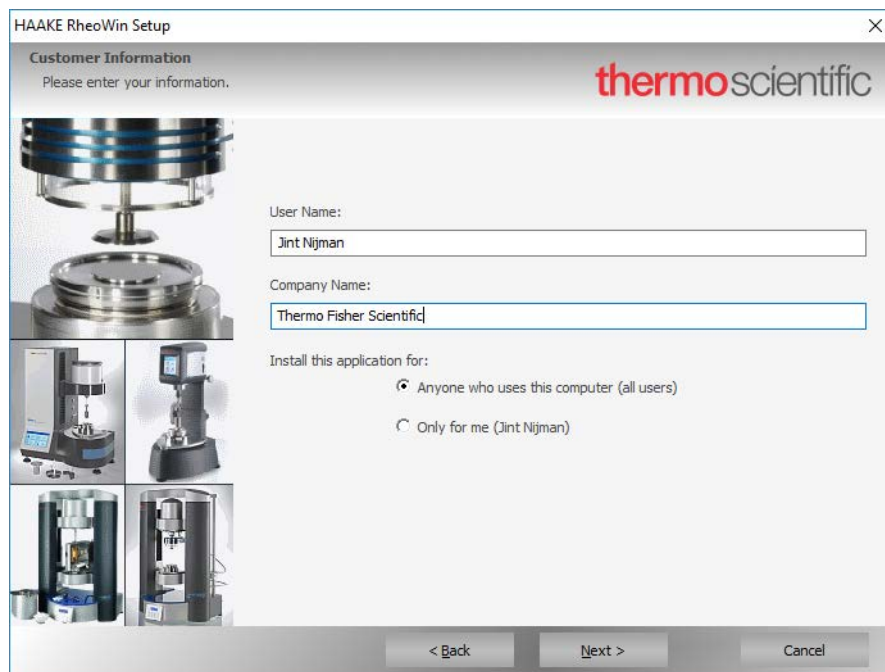 HAAKE RheoWin Setup
Customer Information
Please enter your information.
thermoscientific
User Name:
Jint Nijman
Company Name:
Thermo Fisher Scientific
Install this application for:
Anyone who uses this computer (all users)
Only for me (Jint Nijman)
< Back
Next >
Cancel